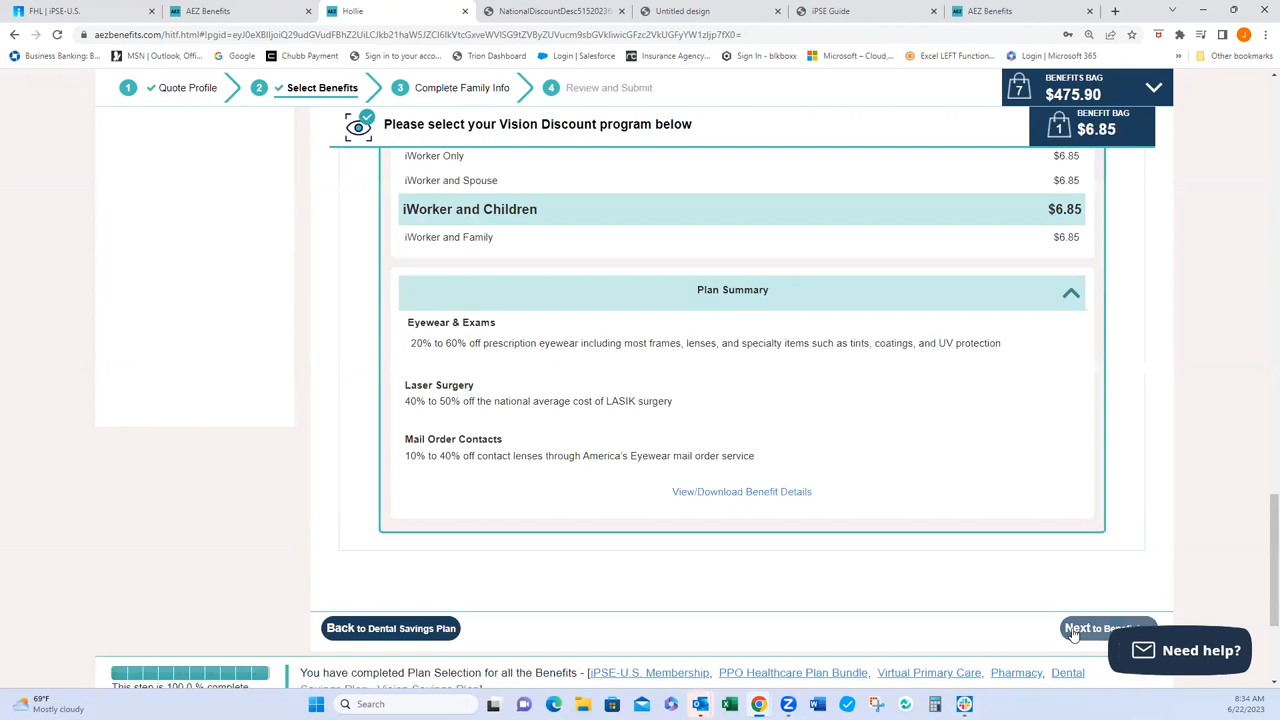 FHL | iPSE-U.S.
AEZ Benefits
Hollie
NationalDiscountDesc5152023
Untitled design
iPSE Guide
AEZ Benefits
aezbenefits.com/hitf.html#lpgid=
Business Banking: B...
MSN | Outlook, Offi...
Google
Chubb Payment
Sign in to your acco...
Trion Dashboard
Login | Salesforce
Insurance Agency...
Sign In - blkboxx
Microsoft – Cloud,...
Excel LEFT Function...
Login | Microsoft 365
Other bookmarks
1 Quote Profile
2 Select Benefits
3 Complete Family Info
4 Review and Submit
7 BENEFITS BAG
$475.90
Please select your Vision Discount program below
1 BENEFIT BAG
$6.85
iWorker Only $6.85
iWorker and Spouse $6.85
iWorker and Children $6.85
iWorker and Family $6.85
Plan Summary
Eyewear & Exams
20% to 60% off prescription eyewear including most frames, lenses, and specialty items such as tints, coatings, and UV protection
Laser Surgery
40% to 50% off the national average cost of LASIK surgery
Mail Order Contacts
10% to 40% off contact lenses through America's Eyewear mail order service
View/Download Benefit Details
Back to Dental Savings Plan
Next to
Need help?
You have completed Plan Selection for all the Benefits - [iPSE-U.S. Membership, PPO Healthcare Plan Bundle, Virtual Primary Care, Pharmacy, Dental
This step is 100.0 % complete
Savings Plan, Vision Savings Plan]
69°F
Mostly cloudy
Search
8:34 AM
6/22/2023